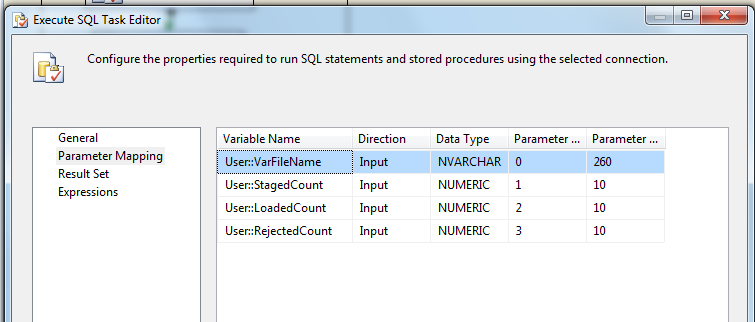 Execute SQL Task Editor
Configure the properties required to run SQL statements and stored procedures using the selected connection.
General
Parameter Mapping
Result Set
Expressions
Variable Name Direction Data Type Parameter ... Parameter ...
User::VarFileName Input NVARCHAR 0 260
User::StagedCount Input NUMERIC 1 10
User::LoadedCount Input NUMERIC 2 10
User::RejectedCount Input NUMERIC 3 10